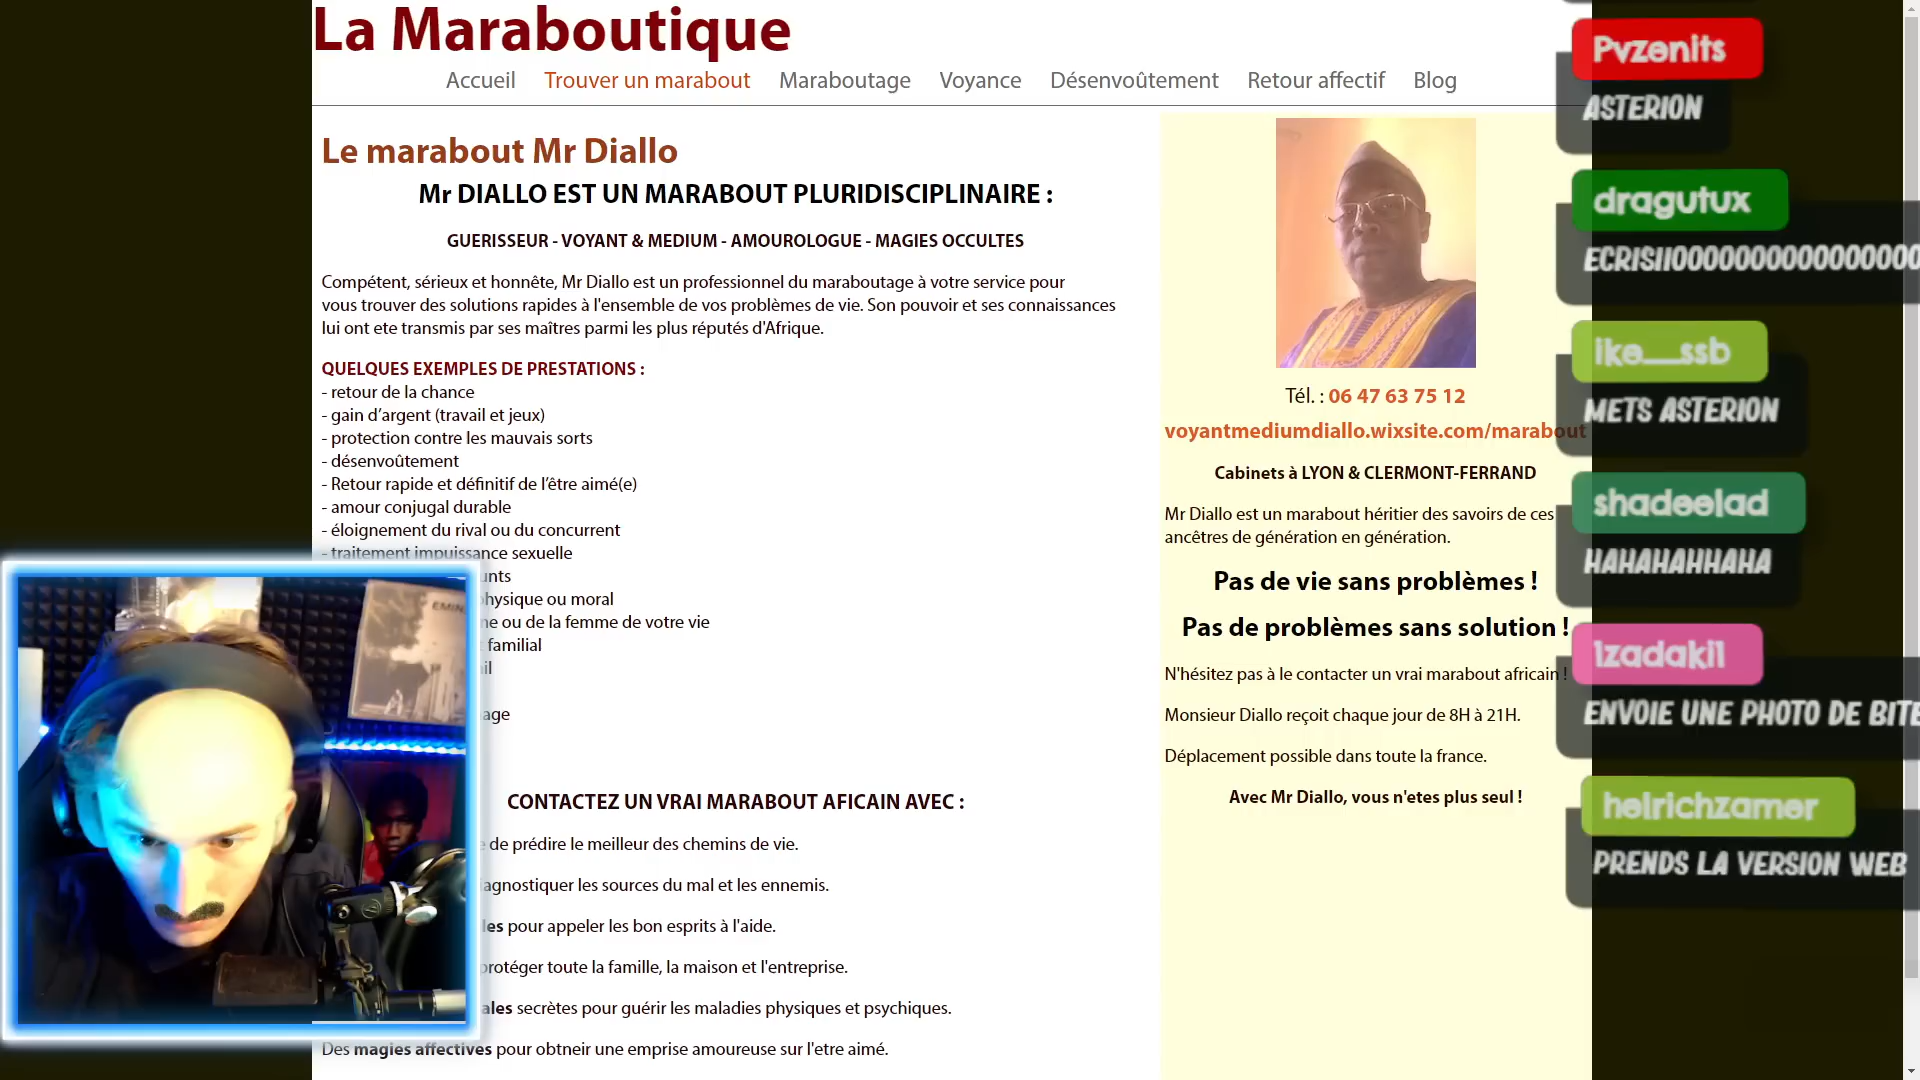 La Maraboutique
Accueil Trouver un marabout Maraboutage Voyance Désenvoûtement Retour affectif Blog
Le marabout Mr Diallo
Mr DIALLO EST UN MARABOUT PLURIDISCIPLINAIRE :
GUERISSEUR - VOYANT & MEDIUM - AMOUROLOGUE - MAGIES OCCULTES
Compétent, sérieux et honnête, Mr Diallo est un professionnel du maraboutage à votre service pour
vous trouver des solutions rapides à l'ensemble de vos problèmes de vie. Son pouvoir et ses connaissances
lui ont ete transmis par ses maîtres parmi les plus réputés d'Afrique.
QUELQUES EXEMPLES DE PRESTATIONS :
- retour de la chance
- gain d’argent (travail et jeux)
- protection contre les mauvais sorts
- désenvoûtement
- Retour rapide et définitif de l’être aimé(e)
- amour conjugal durable
- éloignement du rival ou du concurrent
- traitement impuissance sexuelle
unts
physique ou moral
ne ou de la femme de votre vie
familial
ail
age
CONTACTEZ UN VRAI MARABOUT AFICAIN AVEC :
e de prédire le meilleur des chemins de vie.
iagnostiquer les sources du mal et les ennemis.
les pour appeler les bon esprits à l'aide.
protéger toute la famille, la maison et l'entreprise.
ales secrètes pour guérir les maladies physiques et psychiques.
Des magies affectives pour obtneir une emprise amoureuse sur l'etre aimé.
Tél. : 06 47 63 75 12
voyantmediumdiallo.wixsite.com/marabout
Cabinets à LYON & CLERMONT-FERRAND
Mr Diallo est un marabout héritier des savoirs de ces
ancêtres de génération en génération.
Pas de vie sans problèmes !
Pas de problèmes sans solution !
N'hésitez pas à le contacter un vrai marabout africain !
Monsieur Diallo reçoit chaque jour de 8H à 21H.
Déplacement possible dans toute la france.
Avec Mr Diallo, vous n'etes plus seul !
Pvzenits
ASTERION
dragutux
ECRISIIOOOOOOOOOOOOOOOO
ike__ssb
METS ASTERION
shadeelad
HAHAHAHHAHA
1zadaki1
ENVOIE UNE PHOTO DE BITE
heirichzamer
PRENDS LA VERSION WEB
EMIN